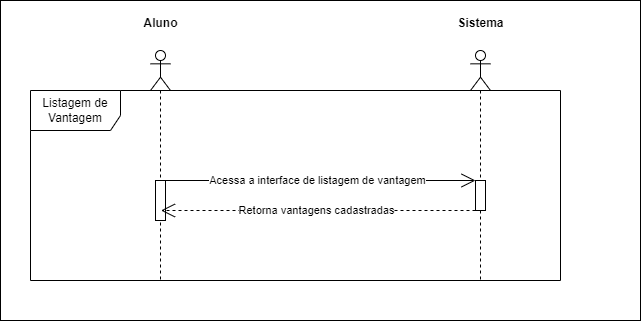 Aluno
Sistema
Listagem de
Vantagem
Acessa a interface de listagem de vantagem
Retorna vantagens cadastradas